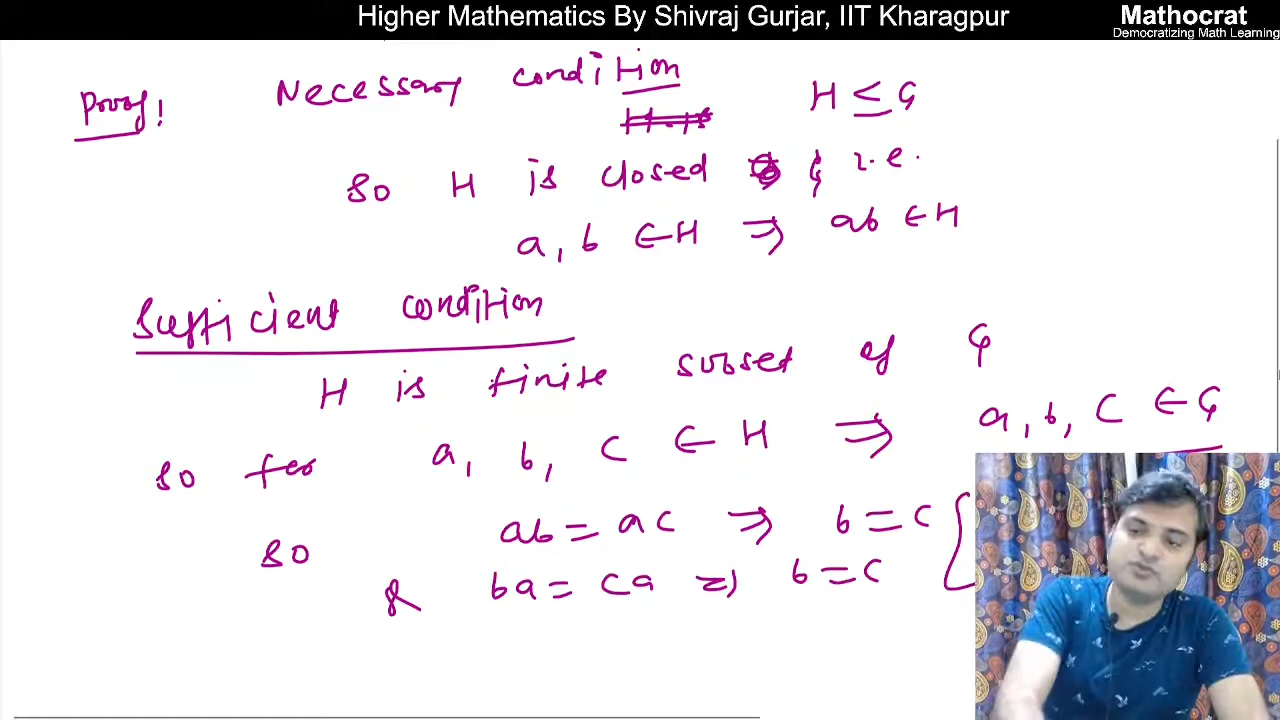 Higher Mathematics By Shivraj Gurjar, IIT Kharagpur
Mathocrat
Democratizing Math Learning
Proof!
Necessary condition
H ≤ G
So H is closed & i.e.
a, b ∈ H ⇒ ab ∈ H
Sufficient condition
H is finite subset of G
so for a, b, c ∈ H ⇒ a, b, c ∈ G
so ab = ac ⇒ b = c
& ba = ca ⇒ b = c